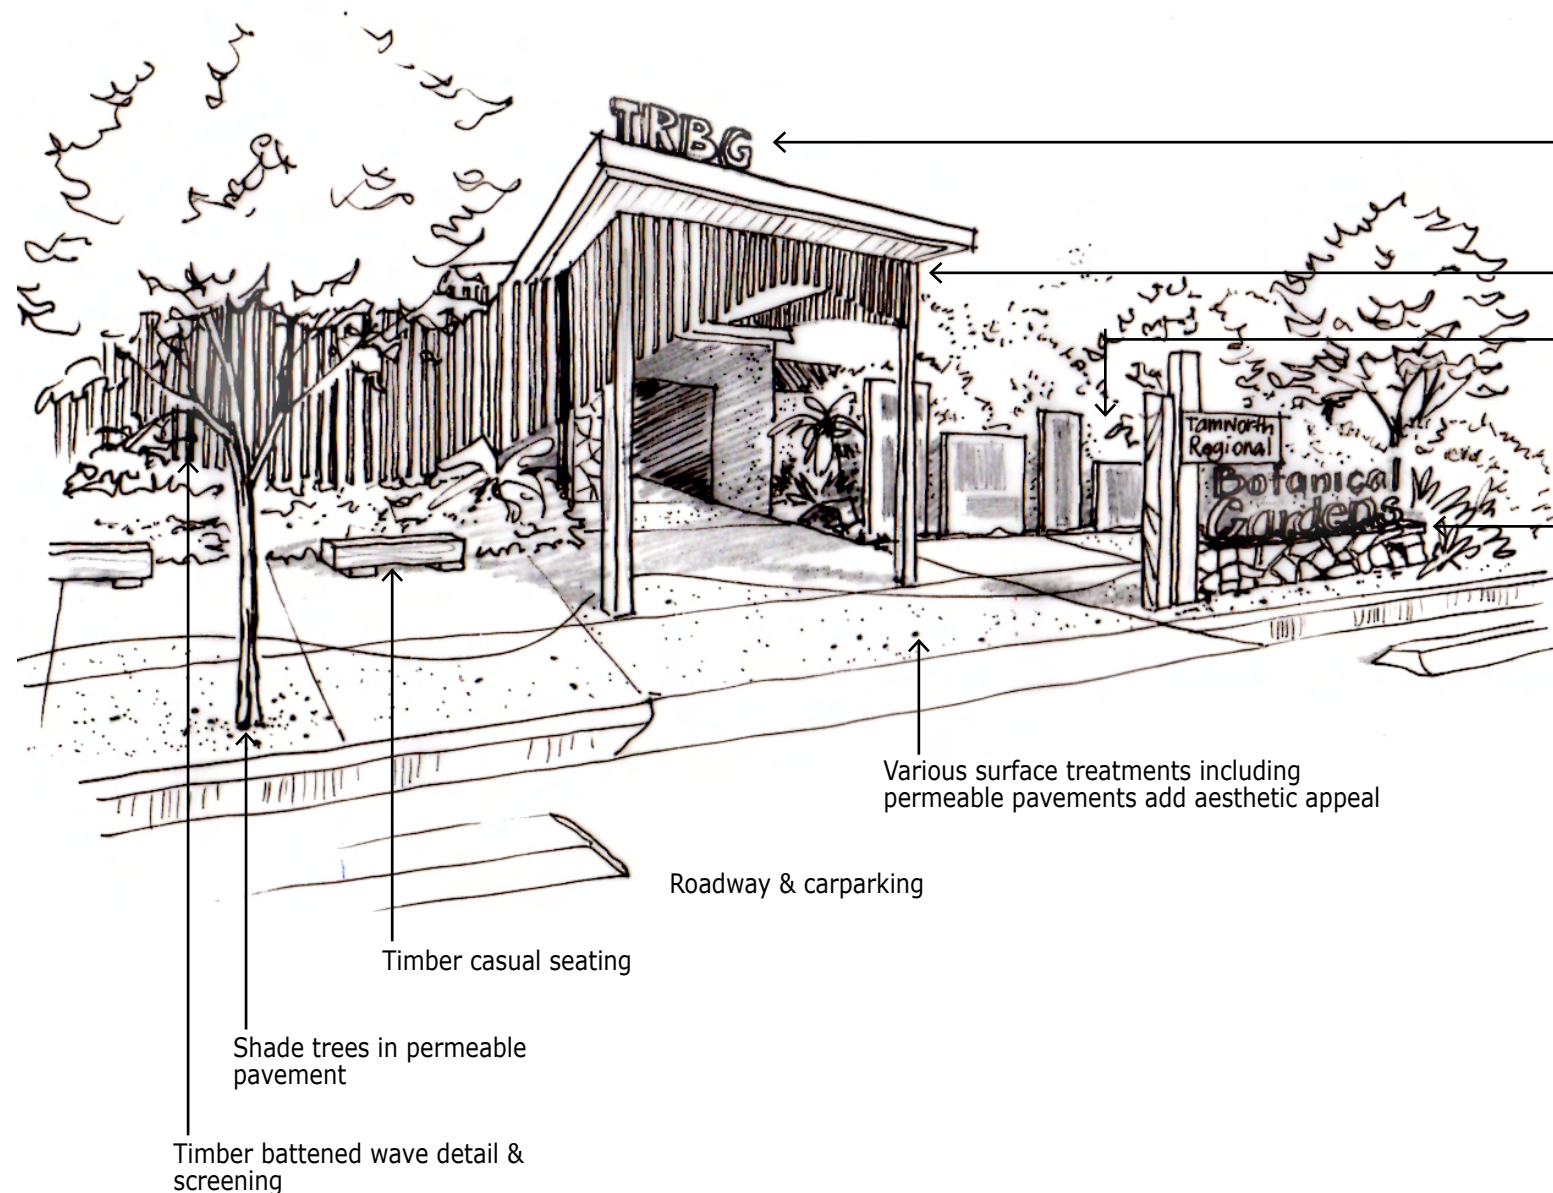 TRBG
TamWorth
Regional
Botanical
Gardens
Various surface treatments including
permeable pavements add aesthetic appeal
Roadway & carparking
Timber casual seating
Shade trees in permeable
pavement
Timber battened wave detail &
screening